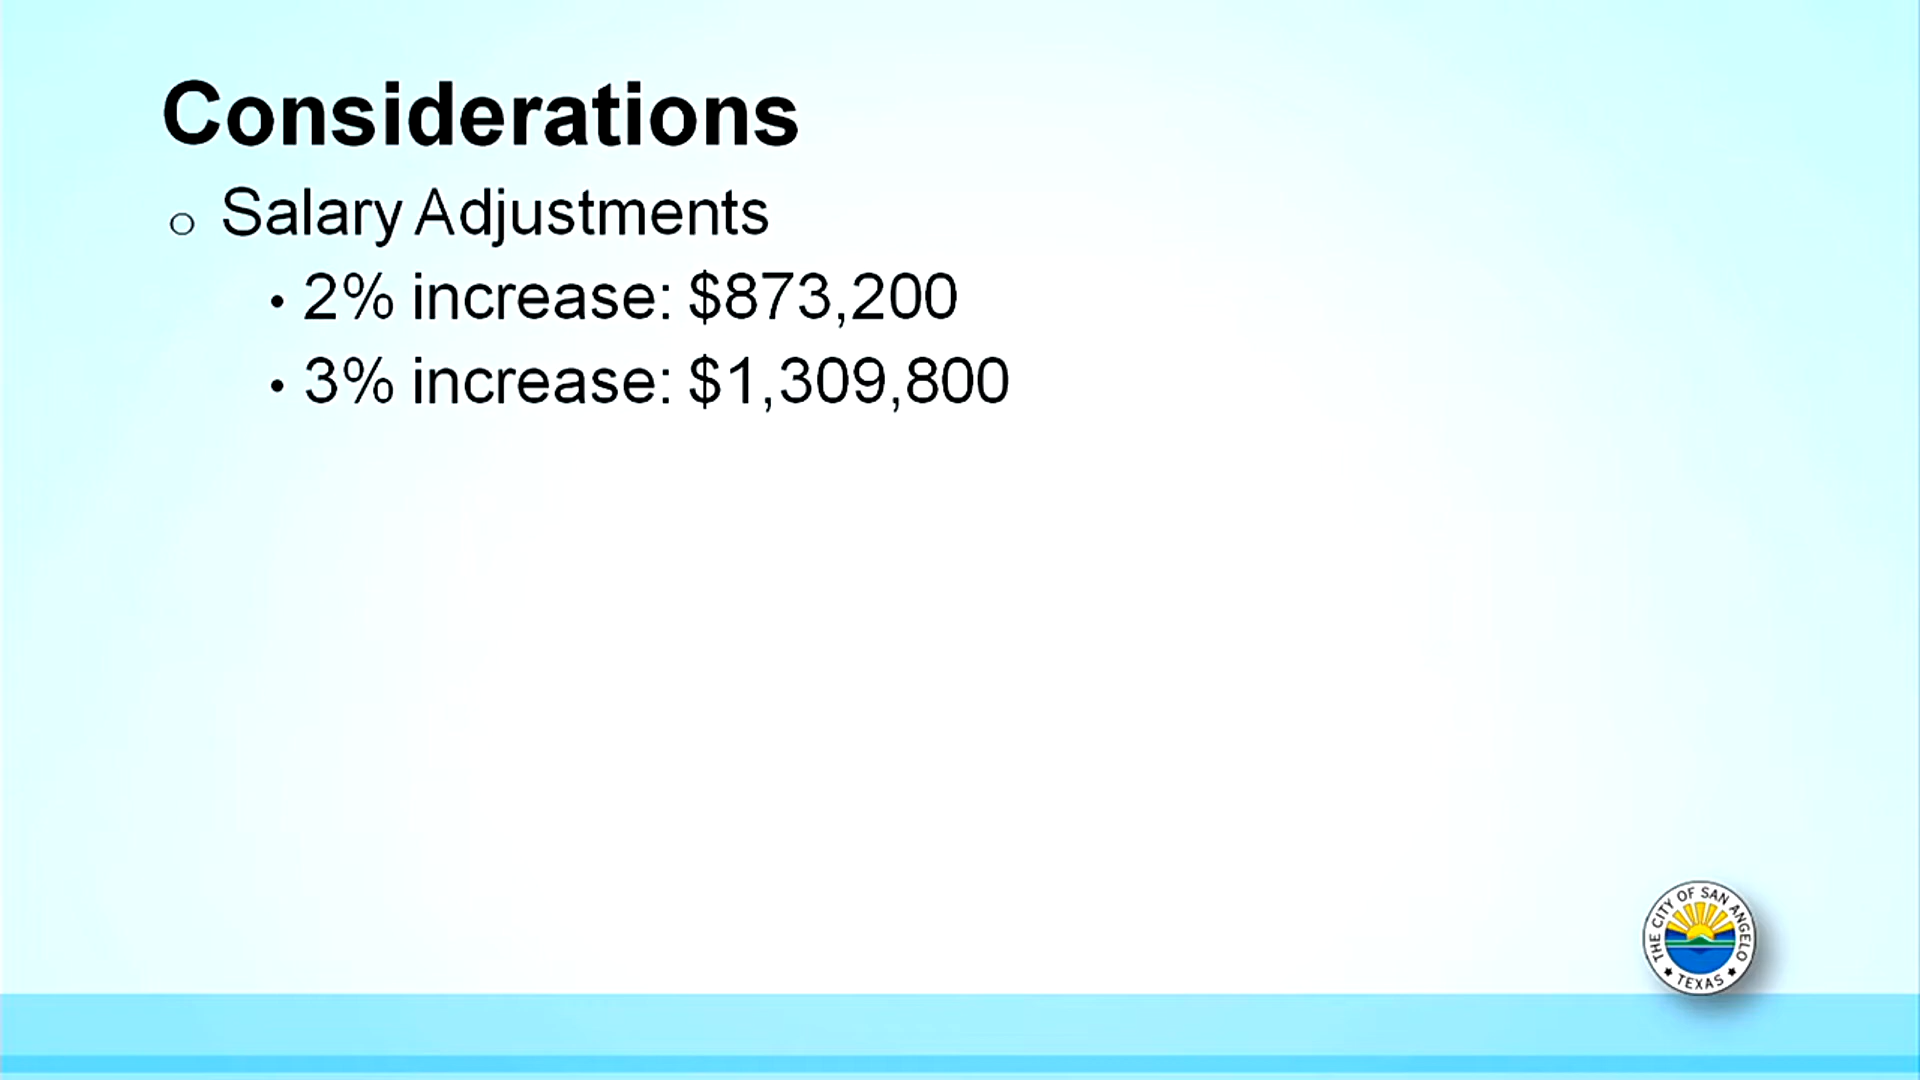 Considerations
o Salary Adjustments
• 2% increase: $873,200
• 3% increase: $1,309,800
THE CITY OF SAN ANGELO
★ TEXAS ★